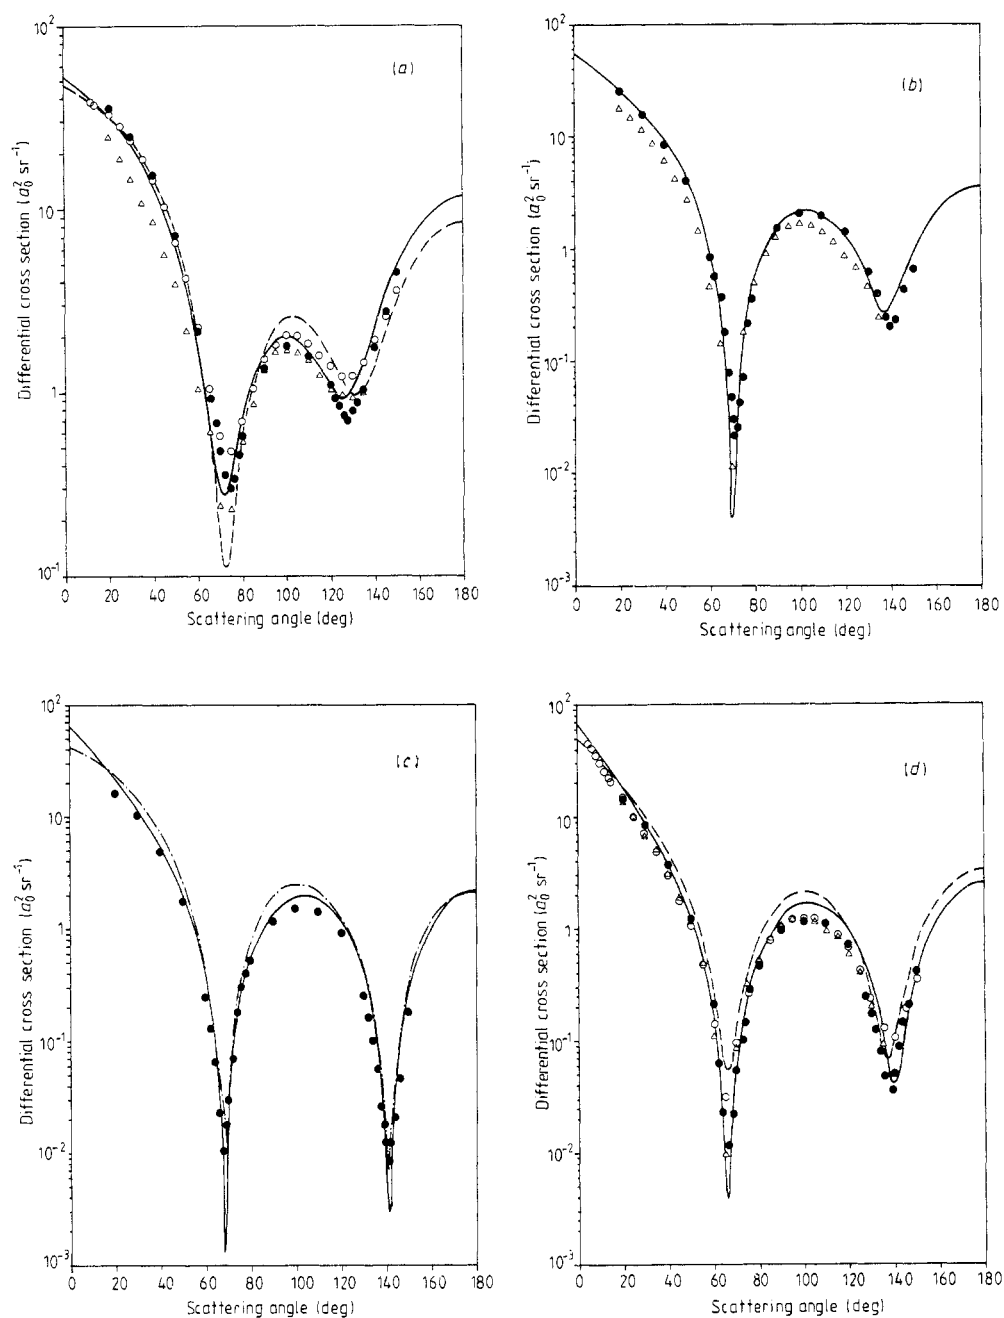 10²
10
1
10⁻¹
Differential cross section (a₀² sr⁻¹)
(a)
0 20 40 60 80 100 120 140 160 180
Scattering angle (deg)
10²
10
1
10⁻¹
10⁻²
10⁻³
Differential cross section (a₀² sr⁻¹)
(b)
0 20 40 60 80 100 120 140 160 180
Scattering angle (deg)
10²
10
1
10⁻¹
10⁻²
10⁻³
Differential cross section (a₀² sr⁻¹)
(c)
0 20 40 60 80 100 120 140 160 180
Scattering angle (deg)
10²
10
1
10⁻¹
10⁻²
10⁻³
Differential cross section (a₀² sr⁻¹)
(d)
0 20 40 60 80 100 120 140 160 180
Scattering angle (deg)